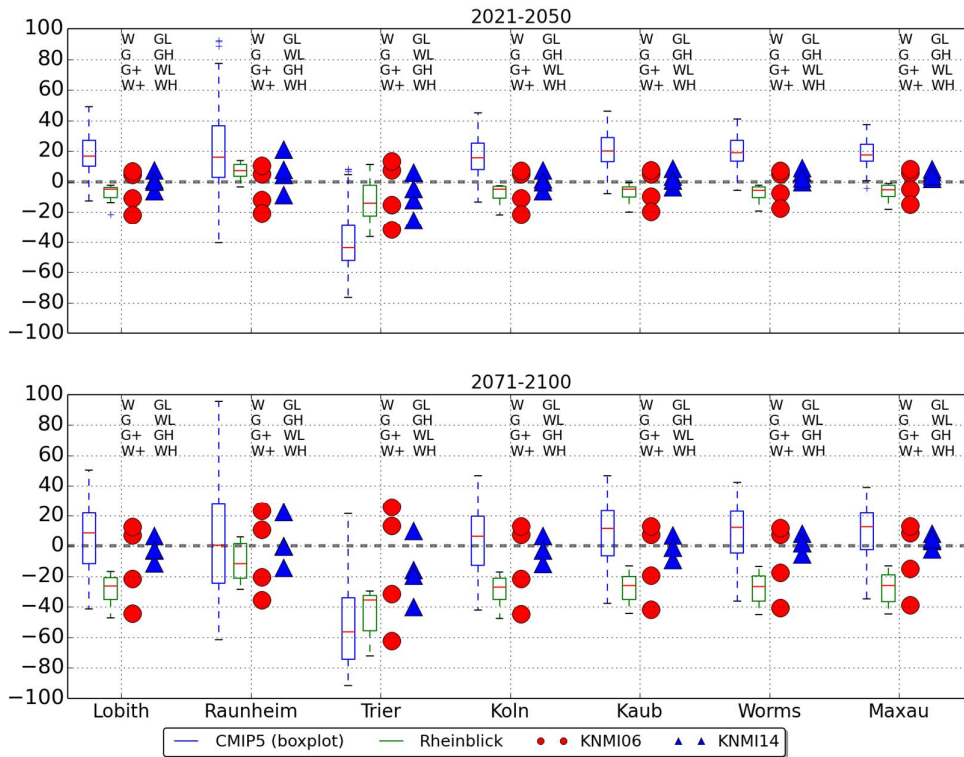 2021-2050
100
W GL W GL W GL W GL W GL W GL W GL
80
G GH G WL G GH G GH G GH G GH G GH
G+ WL G+ GH G+ WL G+ WL G+ WL G+ WL G+ WL
60
W+ WH W+ WH W+ WH W+ WH W+ WH W+ WH W+ WH
40
20
0
−20
−40
−60
−80
−100
2071-2100
100
W GL W GL W GL W GL W GL W GL W GL
80
G WL G GH G GH G WL G GH G WL G WL
G+ GH G+ WL G+ WL G+ GH G+ WL G+ GH G+ GH
60
W+ WH W+ WH W+ WH W+ WH W+ WH W+ WH W+ WH
40
20
0
−20
−40
−60
−80
−100
Lobith Raunheim Trier Koln Kaub Worms Maxau
CMIP5 (boxplot) Rheinblick KNMI06 KNMI14